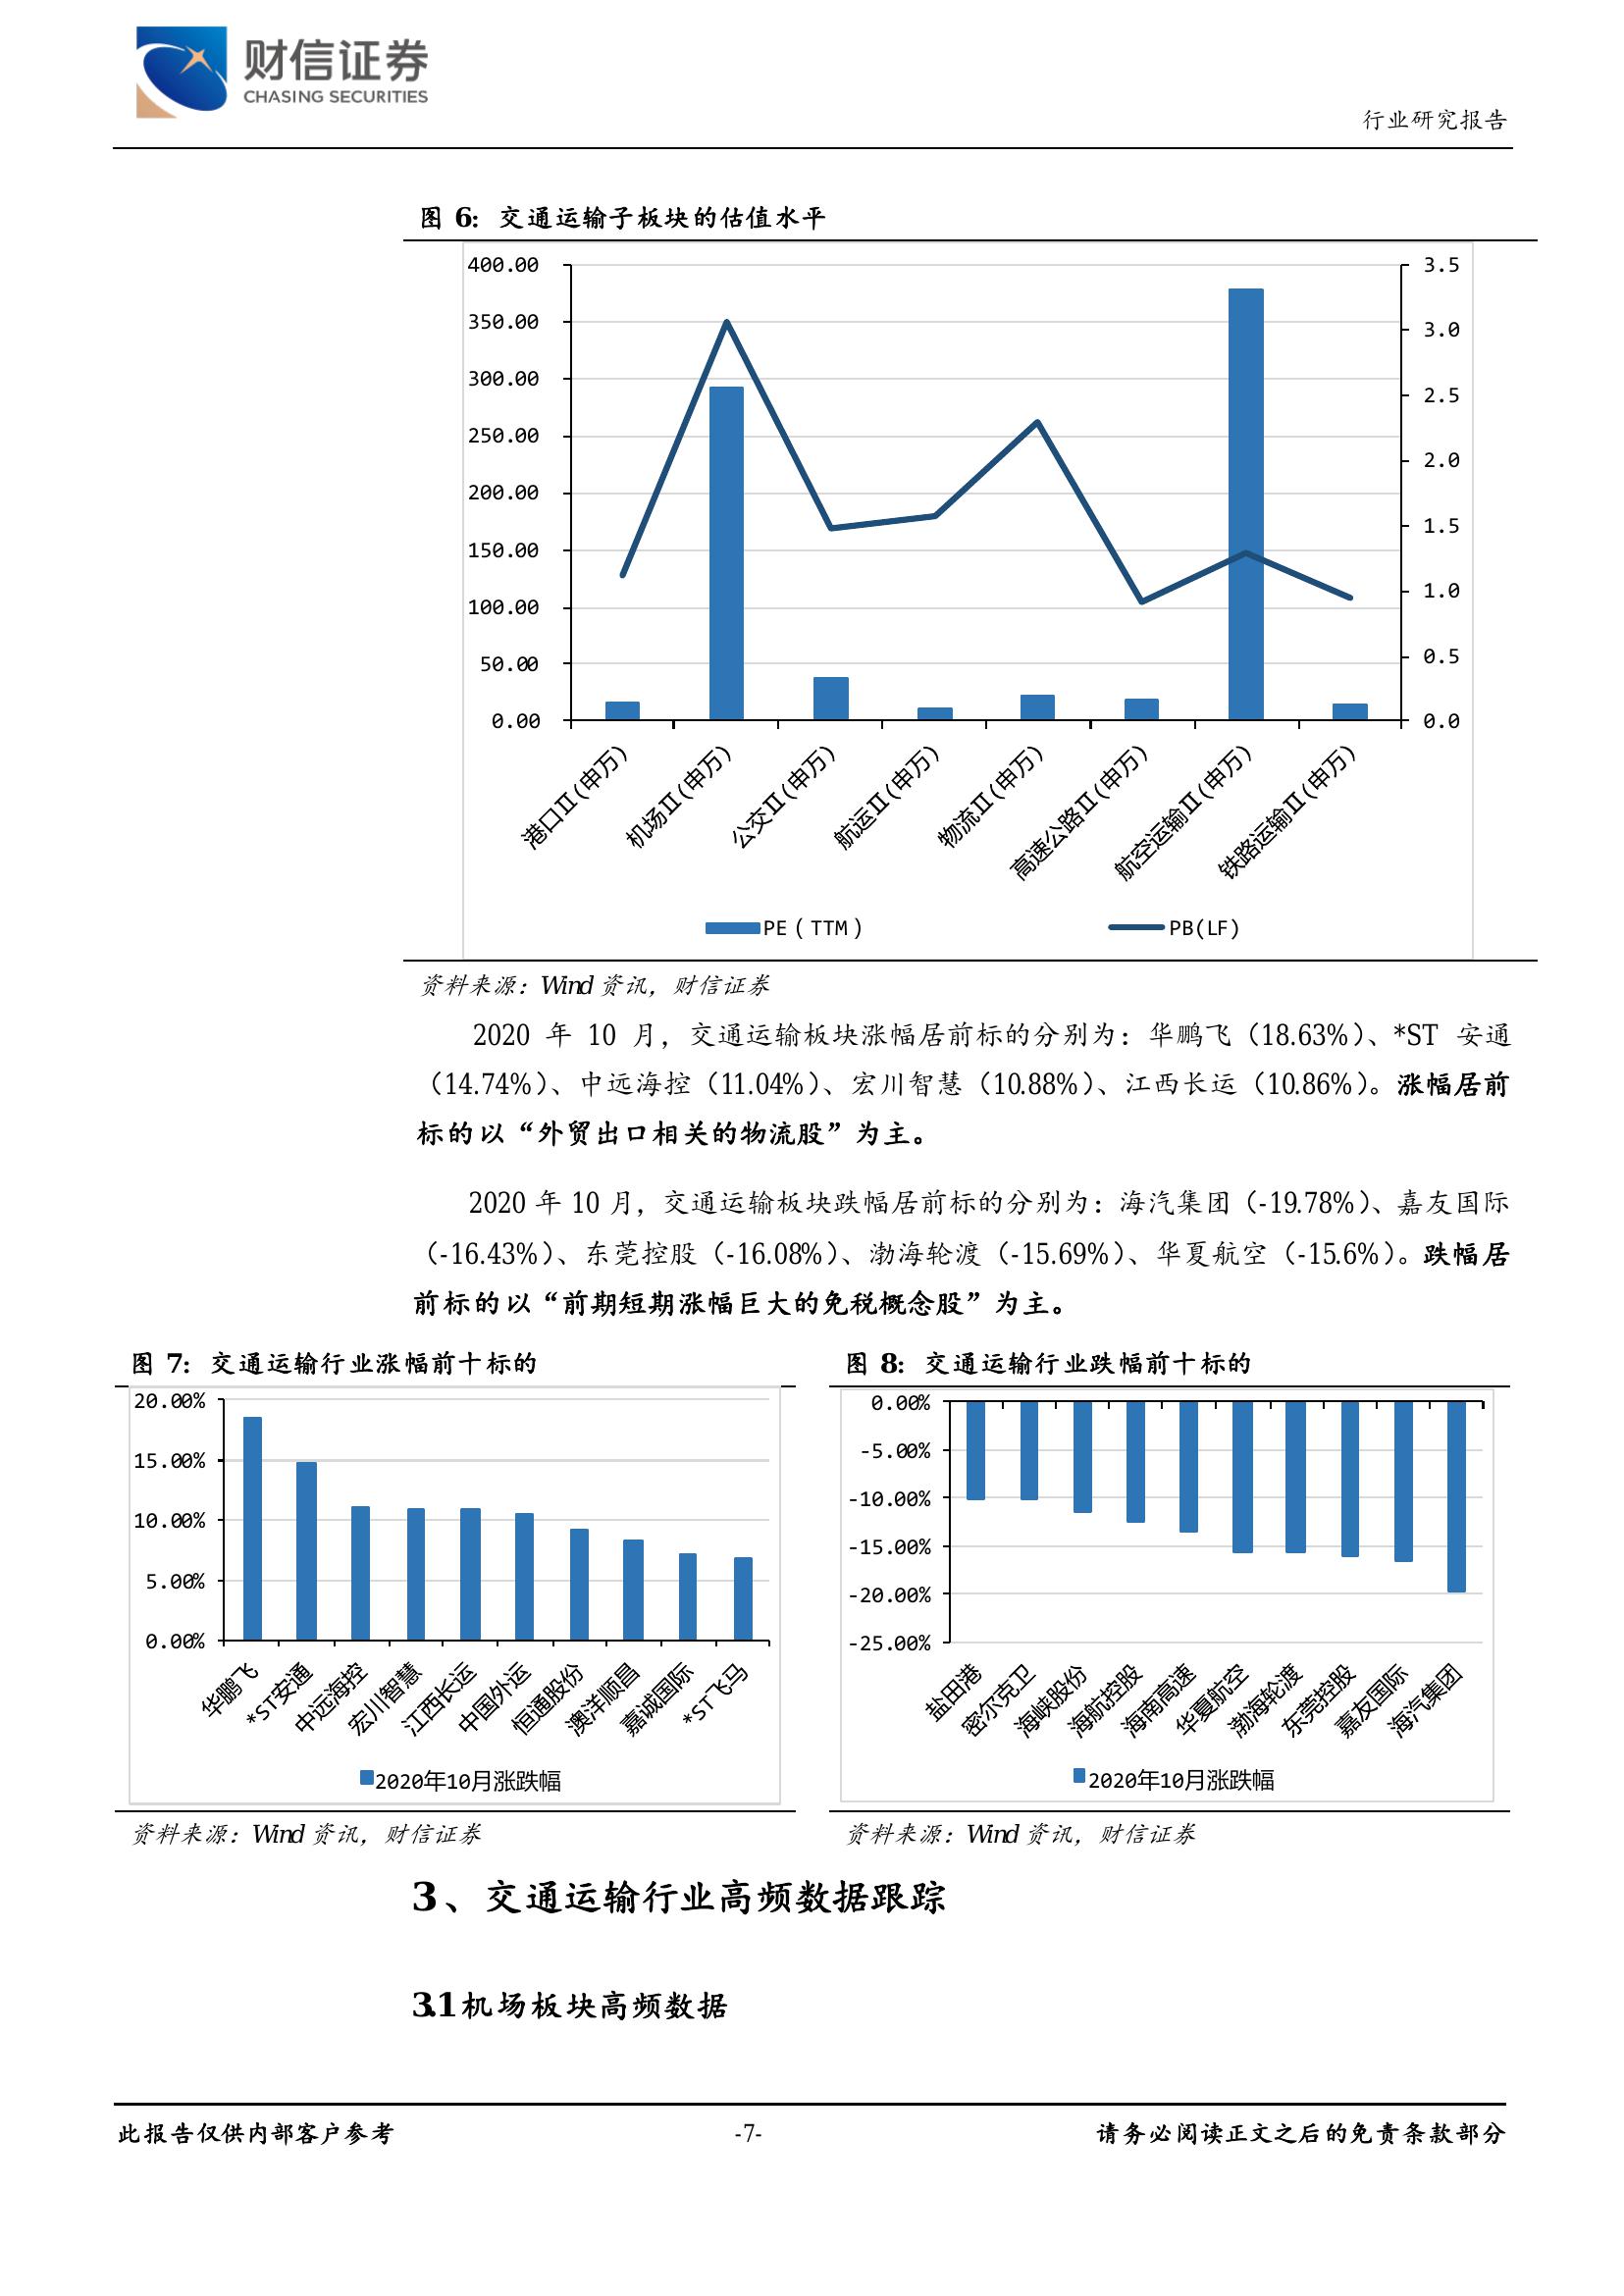 财信证券
CHASING SECURITIES
行业研究报告
图 6：交通运输子板块的估值水平
400.00
350.00
300.00
250.00
200.00
150.00
100.00
50.00
0.00
3.5
3.0
2.5
2.0
1.5
1.0
0.5
0.0
港口Ⅱ(申万)
机场Ⅱ(申万)
公交Ⅱ(申万)
航运Ⅱ(申万)
物流Ⅱ(申万)
高速公路Ⅱ(申万)
航空运输Ⅱ(申万)
铁路运输Ⅱ(申万)
PE（TTM）
PB(LF)
资料来源：Wind 资讯，财信证券
2020 年 10 月，交通运输板块涨幅居前标的分别为：华鹏飞（18.63%）、*ST 安通
（14.74%）、中远海控（11.04%）、宏川智慧（10.88%）、江西长运（10.86%）。涨幅居前
标的以“外贸出口相关的物流股”为主。
2020 年 10 月，交通运输板块跌幅居前标的分别为：海汽集团（-19.78%）、嘉友国际
（-16.43%）、东莞控股（-16.08%）、渤海轮渡（-15.69%）、华夏航空（-15.6%）。跌幅居
前标的以“前期短期涨幅巨大的免税概念股”为主。
图 7：交通运输行业涨幅前十标的
20.00%
15.00%
10.00%
5.00%
0.00%
华鹏飞
*ST安通
中远海控
宏川智慧
江西长运
中国外运
恒通股份
澳洋顺昌
嘉诚国际
*ST飞马
2020年10月涨跌幅
资料来源：Wind 资讯，财信证券
图 8：交通运输行业跌幅前十标的
0.00%
-5.00%
-10.00%
-15.00%
-20.00%
-25.00%
盐田港
密尔克卫
海峡股份
海航控股
海南高速
华夏航空
渤海轮渡
东莞控股
嘉友国际
海汽集团
2020年10月涨跌幅
资料来源：Wind 资讯，财信证券
3、交通运输行业高频数据跟踪
3.1机场板块高频数据
此报告仅供内部客户参考
-7-
请务必阅读正文之后的免责条款部分